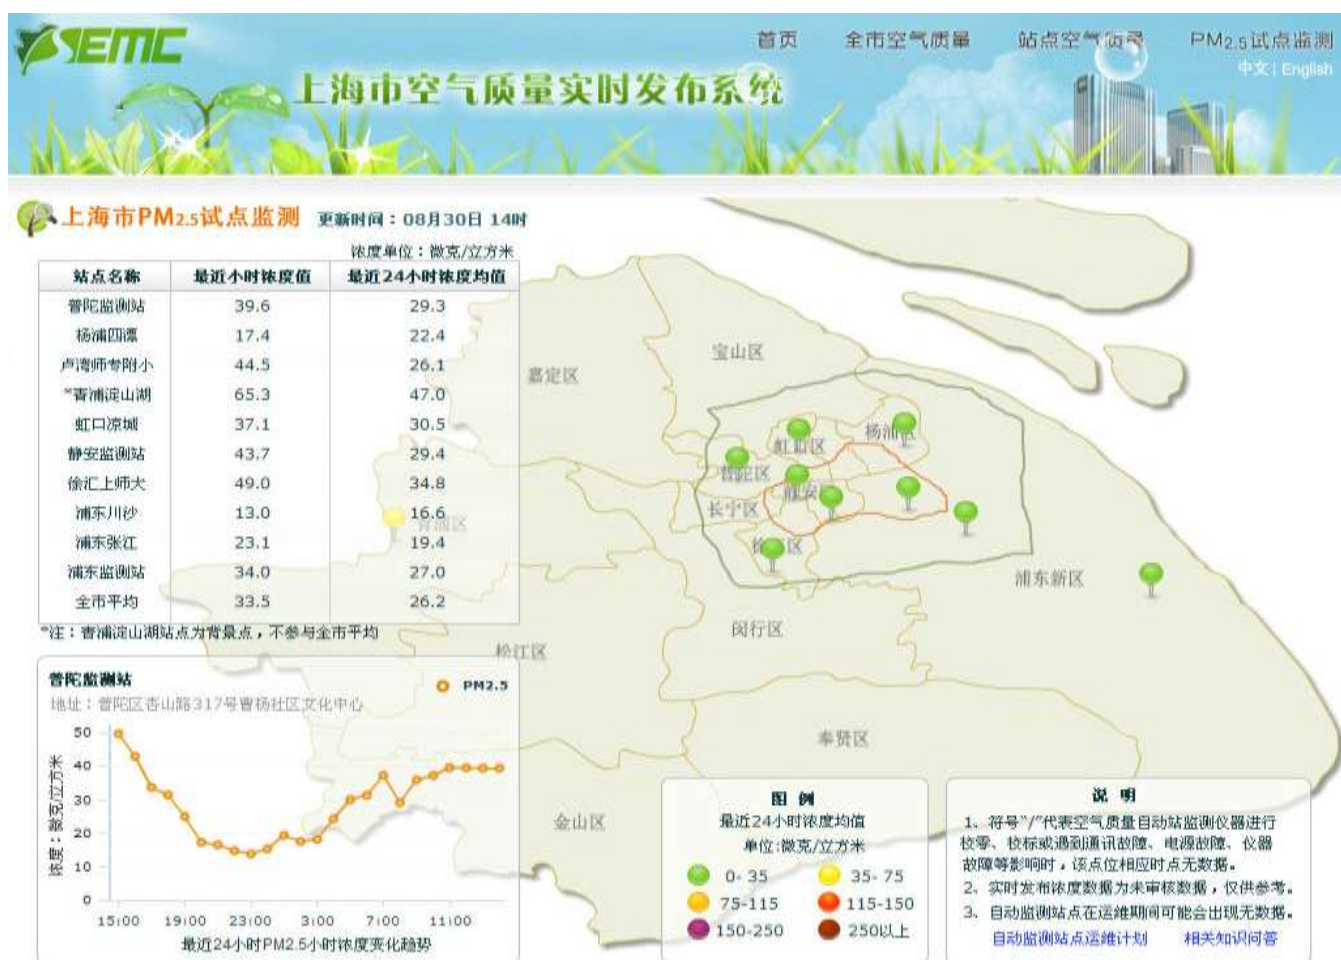 SEMC
首页 全市空气质量 站点空气质量 PM2.5试点监测
中文 | English
上海市空气质量实时发布系统
上海市PM2.5试点监测 更新时间：08月30日 14时
浓度单位：微克/立方米
站点名称 最近小时浓度值 最近24小时浓度均值
普陀监测站 39.6 29.3
杨浦四漂 17.4 22.4
卢湾师专附小 44.5 26.1
*青浦淀山湖 65.3 47.0
虹口凉城 37.1 30.5
静安监测站 43.7 29.4
徐汇上师大 49.0 34.8
浦东川沙 13.0 16.6
浦东张江 23.1 19.4
浦东监测站 34.0 27.0
全市平均 33.5 26.2
*注：青浦淀山湖站点为背景点，不参与全市平均
宝山区
嘉定区
杨浦区
虹口区
普陀区
静安区
长宁区
青浦区
徐汇区
浦东新区
闵行区
松江区
奉贤区
金山区
普陀监测站
PM2.5
地址：普陀区杏山路317号曹杨社区文化中心
浓度：微克/立方米
50
40
30
20
10
0
15:00 19:00 23:00 3:00 7:00 11:00
最近24小时PM2.5小时浓度变化趋势
图 例
最近24小时浓度均值
单位:微克/立方米
0- 35 35- 75
75-115 115-150
150-250 250以上
说 明
1、符号“/”代表空气质量自动站监测仪器进行
校零、校标或遇到通讯故障、电源故障、仪器
故障等影响时，该点位相应时点无数据。
2、实时发布浓度数据为未审核数据，仅供参考。
3、自动监测站点在运维期间可能会出现无数据。
自动监测站点运维计划 相关知识问答